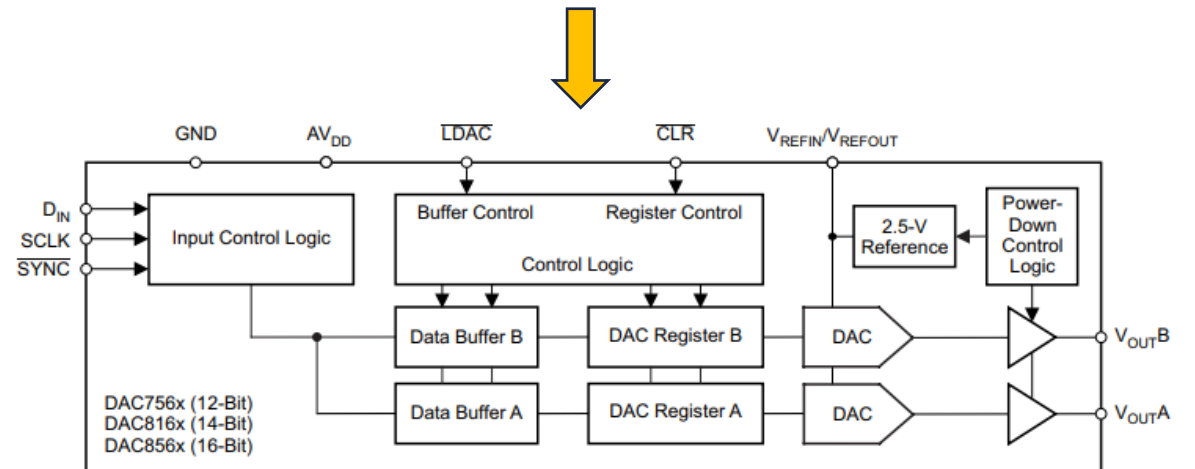 GND
AVDD
LDAC
CLR
VREFIN/VREFOUT
DIN
SCLK
SYNC
Input Control Logic
Buffer Control
Register Control
Control Logic
2.5-V
Reference
Power-
Down
Control
Logic
Data Buffer B
DAC Register B
DAC
VOUTB
Data Buffer A
DAC Register A
DAC
VOUTA
DAC756x (12-Bit)
DAC816x (14-Bit)
DAC856x (16-Bit)